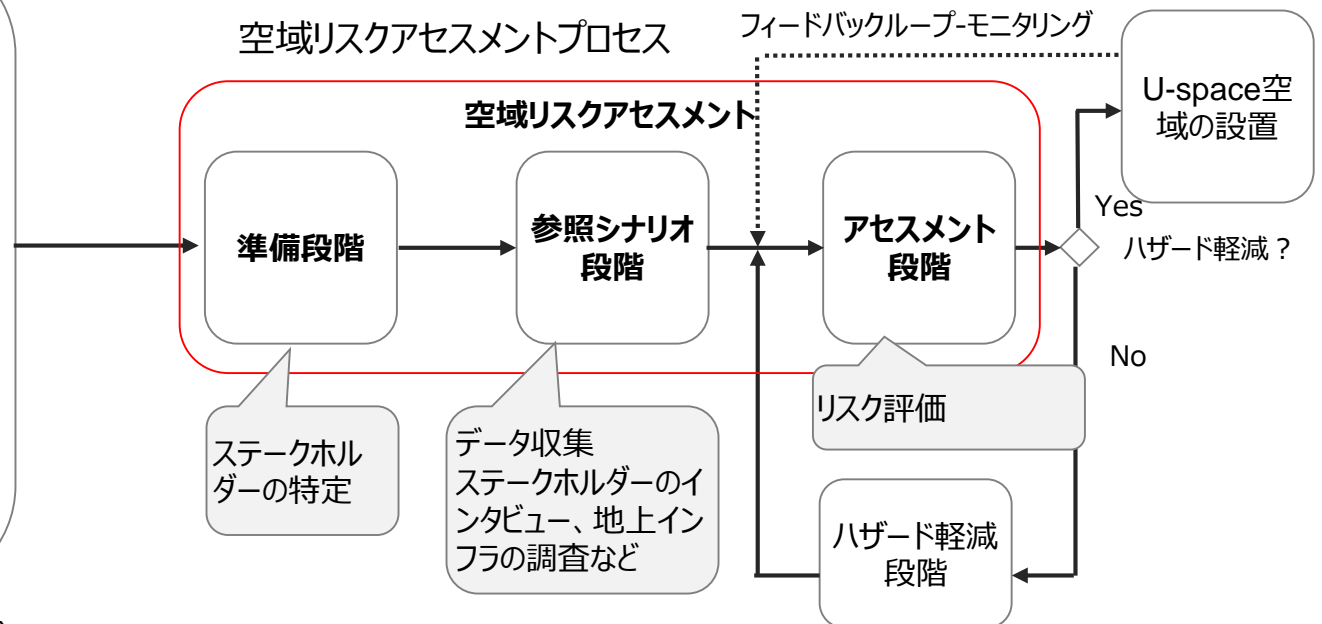 空域リスクアセスメントプロセス
フィードバックループ-モニタリング
U-space空
域の設置
空域リスクアセスメント
準備段階
参照シナリオ
段階
アセスメント
段階
Yes
ハザード軽減？
No
ステークホル
ダーの特定
データ収集
ステークホルダーのイ
ンタビュー、地上イン
フラの調査など
リスク評価
ハザード軽減
段階